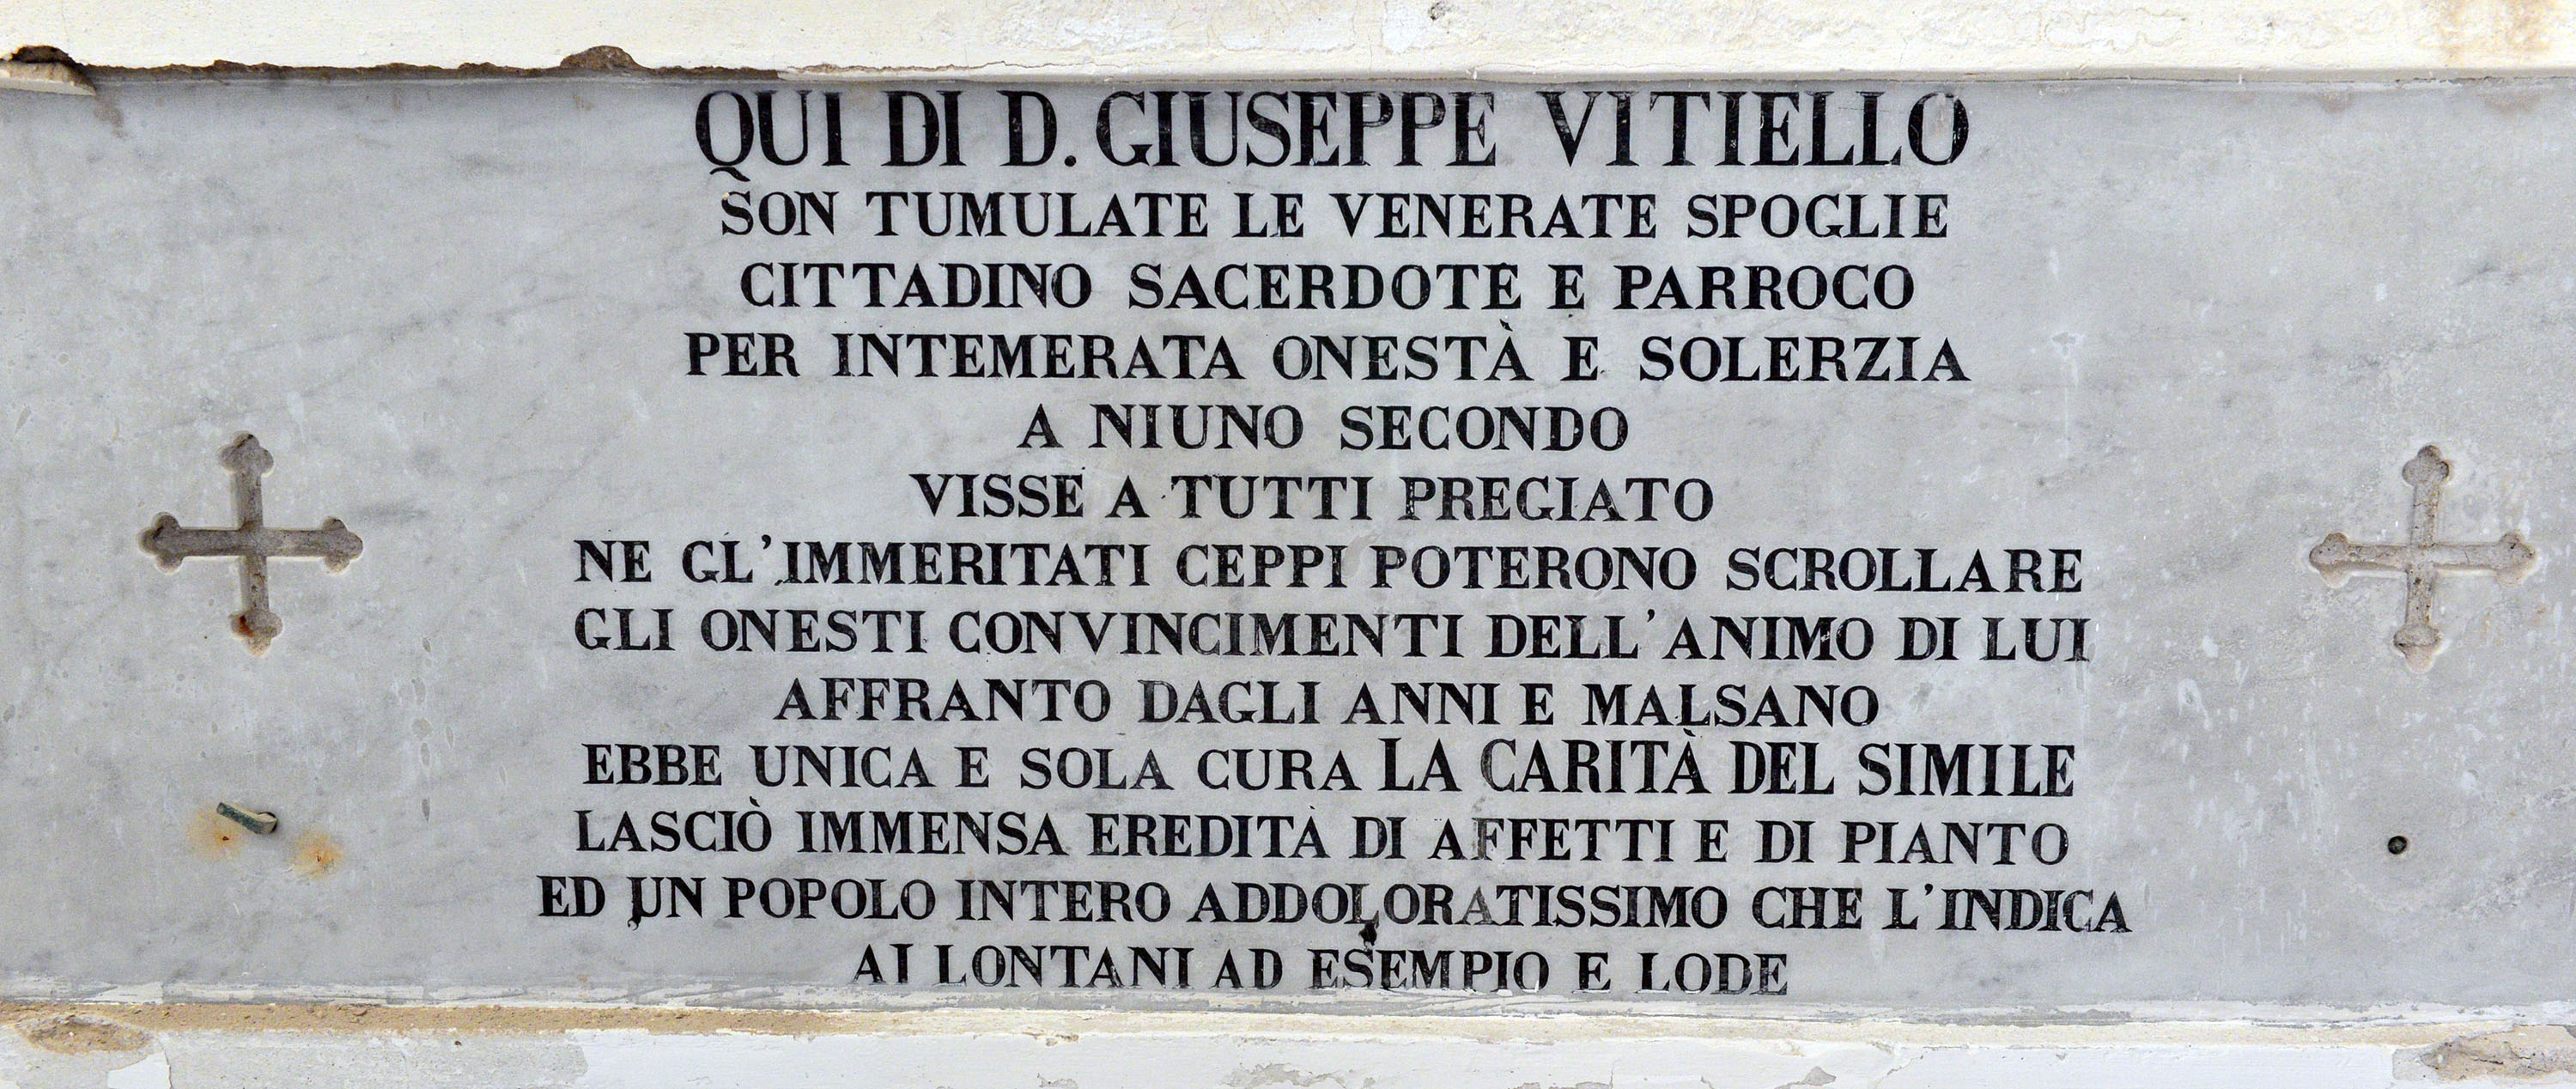 QUI DI D. GIUSEPPE VITIELLO
SON TUMULATE LE VENERATE SPOGLIE
CITTADINO SACERDOTE E PARROCO
PER INTEMERATA ONESTÀ E SOLERZIA
A NIUNO SECONDO
VISSE A TUTTI PREGIATO
NE GL'IMMERITATI CEPPI POTERONO SCROLLARE
GLI ONESTI CONVINCIMENTI DELL'ANIMO DI LUI
AFFRANTO DAGLI ANNI E MALSANO
EBBE UNICA E SOLA CURA LA CARITÀ DEL SIMILE
LASCIÒ IMMENSA EREDITÀ DI AFFETTI E DI PIANTO
ED UN POPOLO INTERO ADDOLORATISSIMO CHE L'INDICA
AI LONTANI AD ESEMPIO E LODE